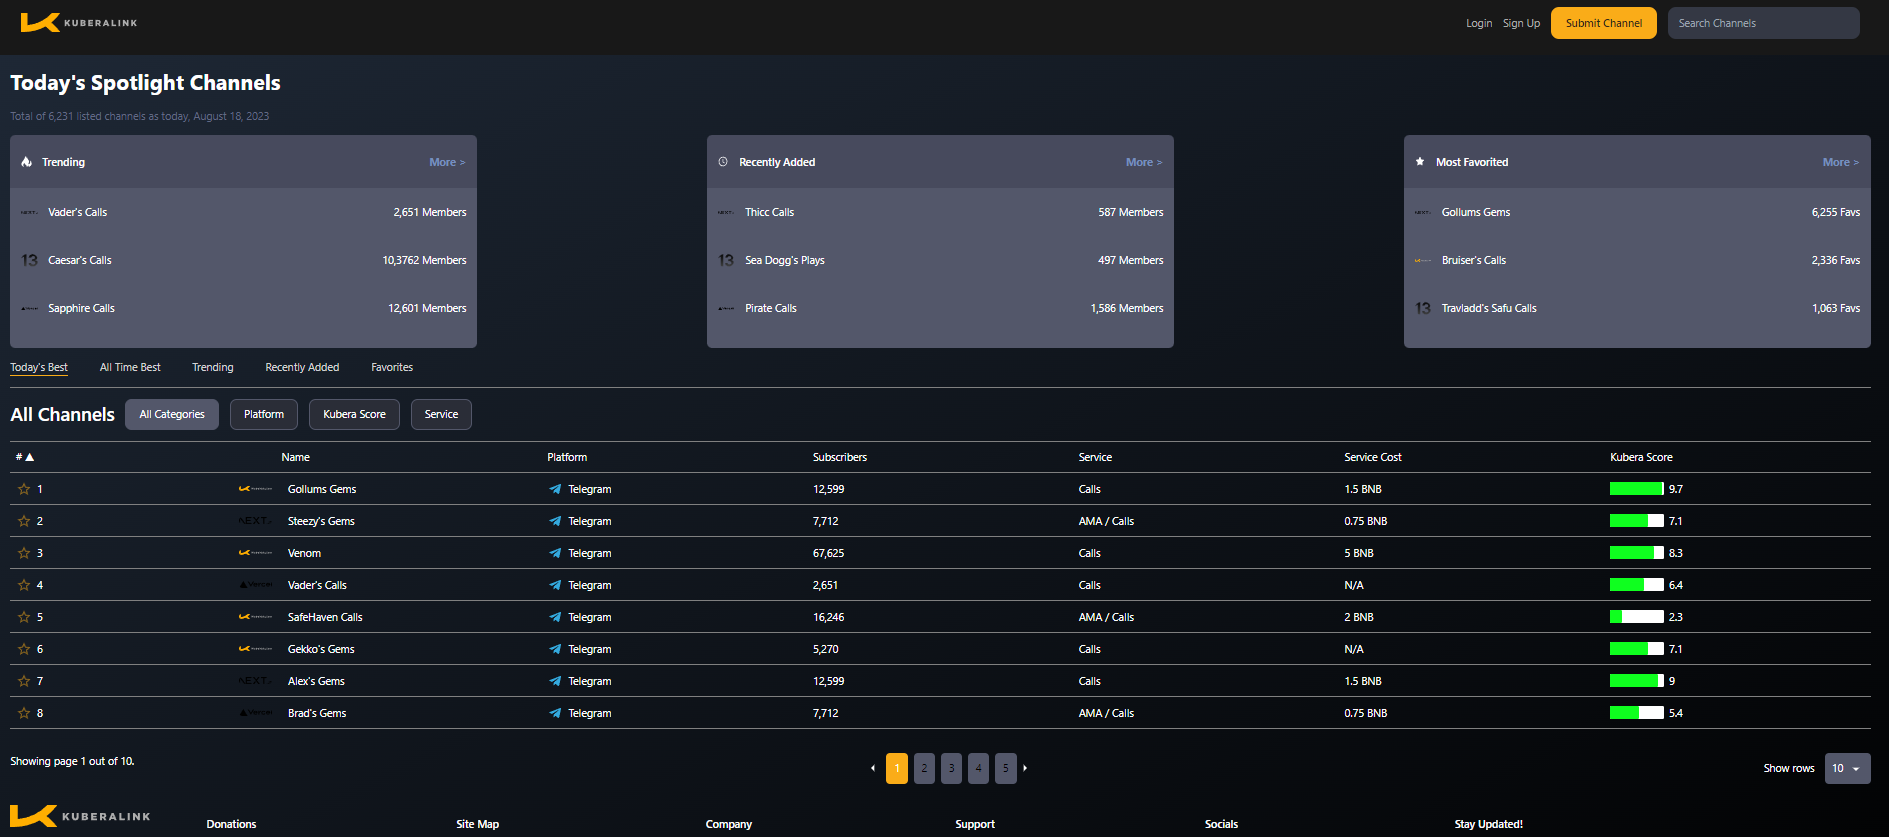 KUBERALINK
Login Sign Up Submit Channel Search Channels
Today's Spotlight Channels
Total of 6,231 listed channels as today, August 18, 2023
Trending More >
Vader's Calls 2,651 Members
13 Caesar's Calls 10,3762 Members
Sapphire Calls 12,601 Members
Recently Added More >
Thicc Calls 587 Members
13 Sea Dogg's Plays 497 Members
Pirate Calls 1,586 Members
Most Favorited More >
Gollums Gems 6,255 Favs
Bruiser's Calls 2,336 Favs
13 Travladd's Safu Calls 1,063 Favs
Today's Best All Time Best Trending Recently Added Favorites
All Channels All Categories Platform Kubera Score Service
# ▲ Name Platform Subscribers Service Service Cost Kubera Score
1 Gollums Gems Telegram 12,599 Calls 1.5 BNB 9.7
2 NEXT Steezy's Gems Telegram 7,712 AMA / Calls 0.75 BNB 7.1
3 Venom Telegram 67,625 Calls 5 BNB 8.3
4 Vercel Vader's Calls Telegram 2,651 Calls N/A 6.4
5 SafeHaven Calls Telegram 16,246 AMA / Calls 2 BNB 2.3
6 Gekko's Gems Telegram 5,270 Calls N/A 7.1
7 NEXT Alex's Gems Telegram 12,599 Calls 1.5 BNB 9
8 Vercel Brad's Gems Telegram 7,712 AMA / Calls 0.75 BNB 5.4
Showing page 1 out of 10.
1 2 3 4 5
Show rows 10
KUBERALINK
Donations Site Map Company Support Socials Stay Updated!